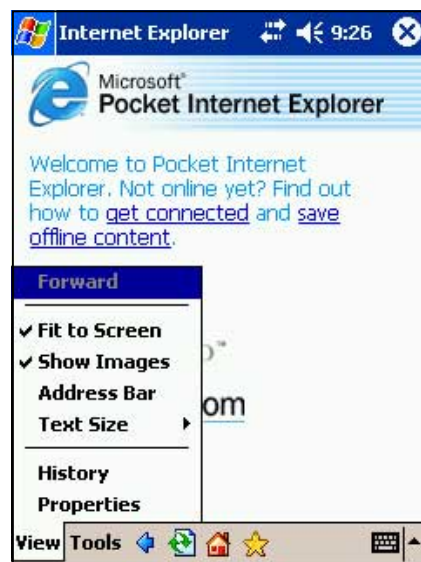 Internet Explorer 9:26
Microsoft®
Pocket Internet Explorer
Welcome to Pocket Internet
Explorer. Not online yet? Find out
how to get connected and save
offline content.
Forward
Fit to Screen
Show Images
Address Bar
Text Size
om
History
Properties
View Tools